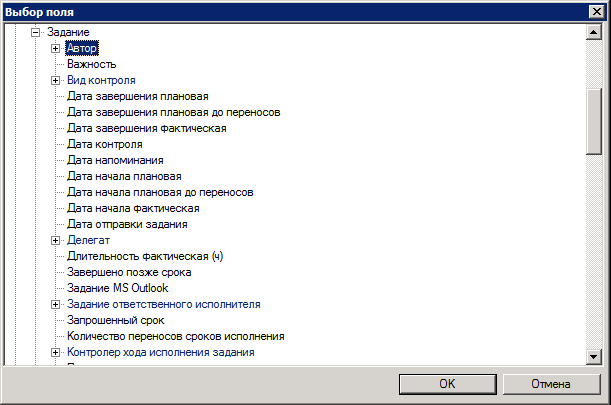 Выбор поля
Задание
Автор
Важность
Вид контроля
Дата завершения плановая
Дата завершения плановая до переносов
Дата завершения фактическая
Дата контроля
Дата напоминания
Дата начала плановая
Дата начала плановая до переносов
Дата начала фактическая
Дата отправки задания
Делегат
Длительность фактическая (ч)
Завершено позже срока
Задание MS Outlook
Задание ответственного исполнителя
Запрошенный срок
Количество переносов сроков исполнения
Контролер хода исполнения задания
OK Отмена